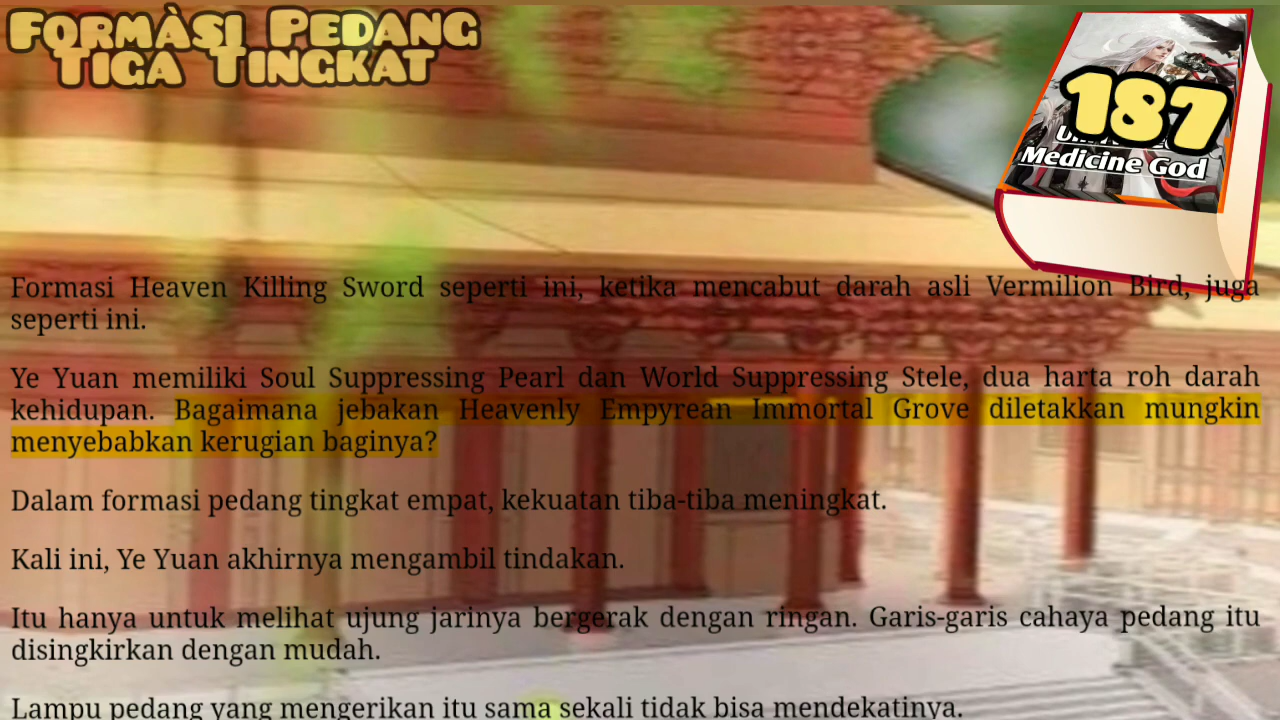 Formàsi Pedang
Tiga Tingkat
187
Medicine God
Formasi Heaven Killing Sword seperti ini, ketika mencabut darah asli Vermilion Bird, juga
seperti ini.
Ye Yuan memiliki Soul Suppressing Pearl dan World Suppressing Stele, dua harta roh darah
kehidupan. Bagaimana jebakan Heavenly Empyrean Immortal Grove diletakkan mungkin
menyebabkan kerugian baginya?
Dalam formasi pedang tingkat empat, kekuatan tiba-tiba meningkat.
Kali ini, Ye Yuan akhirnya mengambil tindakan.
Itu hanya untuk melihat ujung jarinya bergerak dengan ringan. Garis-garis cahaya pedang itu
disingkirkan dengan mudah.
Lampu pedang yang mengerikan itu sama sekali tidak bisa mendekatinya.